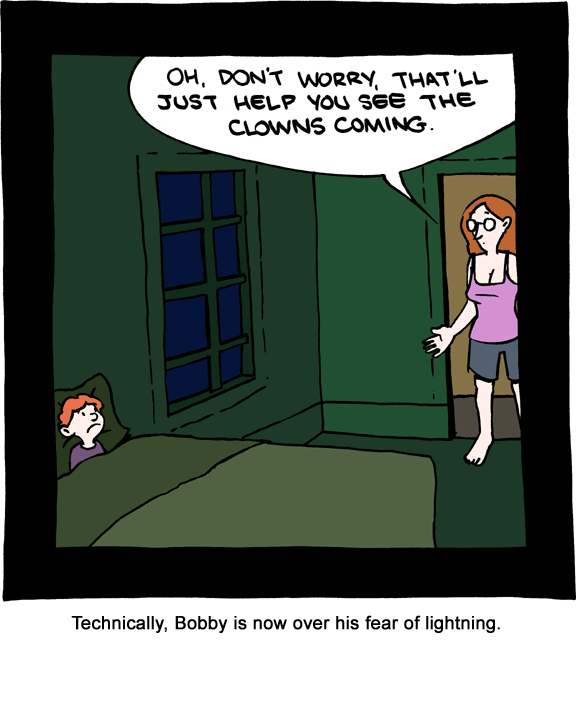 OH, DON'T WORRY, THAT'LL
JUST HELP YOU SEE THE
CLOWNS COMING.
Technically, Bobby is now over his fear of lightning.